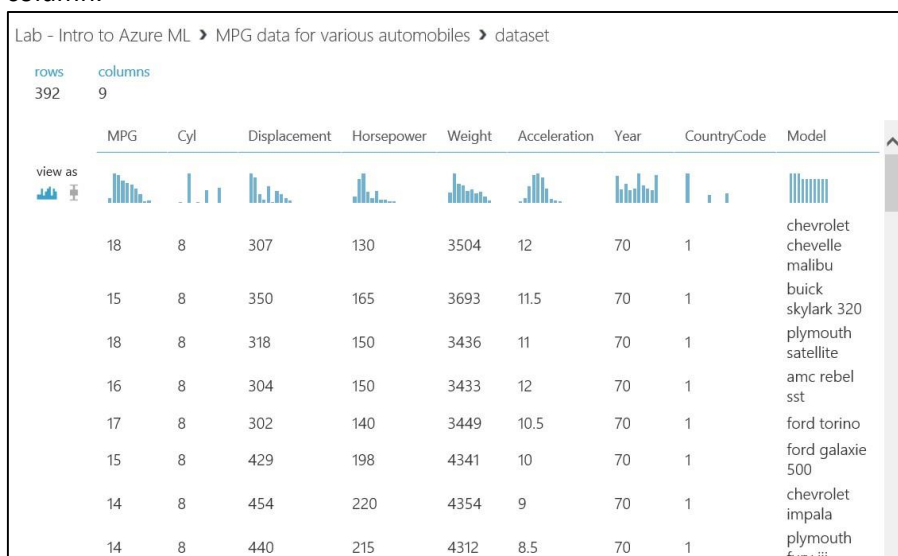 column.
Lab - Intro to Azure ML › MPG data for various automobiles › dataset
rows columns
392 9
MPG Cyl Displacement Horsepower Weight Acceleration Year CountryCode Model
view as
18 8 307 130 3504 12 70 1 chevrolet
chevelle
malibu
15 8 350 165 3693 11.5 70 1 buick
skylark 320
18 8 318 150 3436 11 70 1 plymouth
satellite
16 8 304 150 3433 12 70 1 amc rebel
sst
17 8 302 140 3449 10.5 70 1 ford torino
15 8 429 198 4341 10 70 1 ford galaxie
500
14 8 454 220 4354 9 70 1 chevrolet
impala
14 8 440 215 4312 8.5 70 1 plymouth